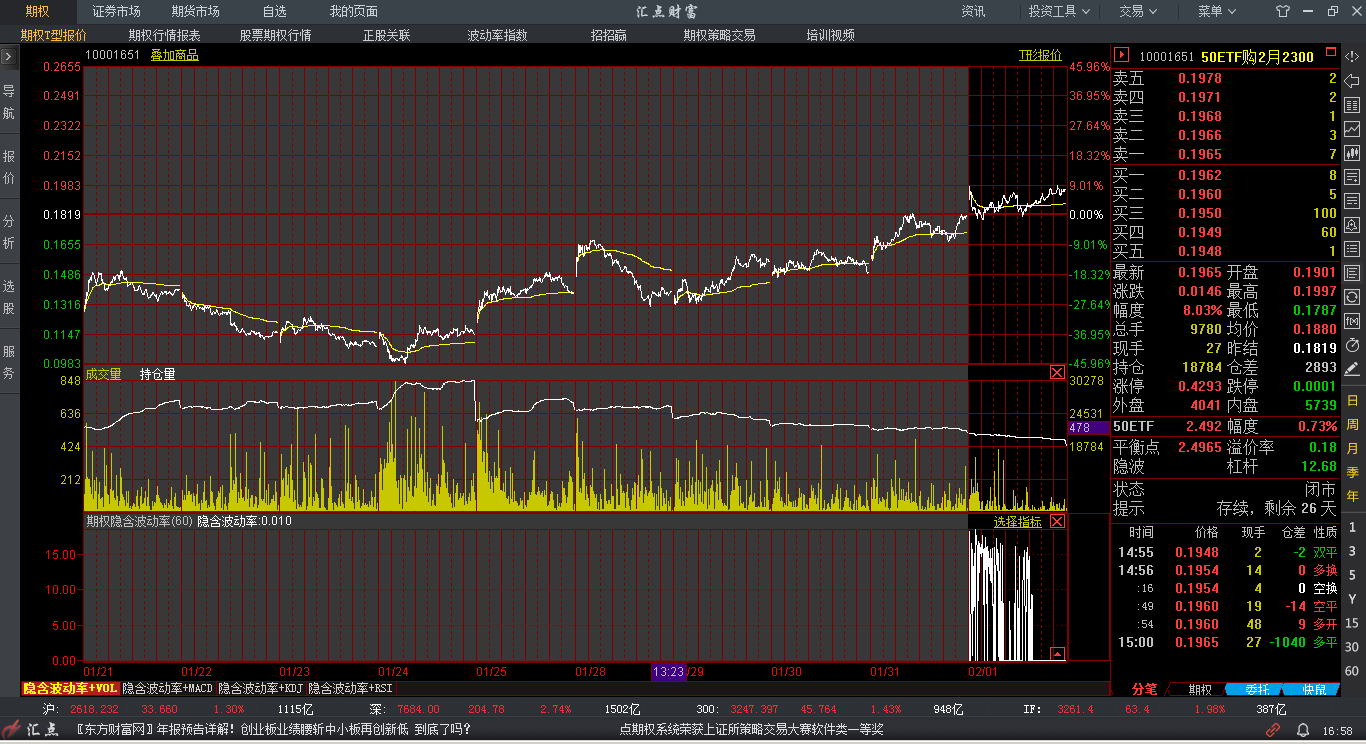 期权 证券市场 期货市场 自选 我的页面 汇点财富 资讯 投资工具 交易 菜单
期权T型报价 期权行情报表 股票期权行情 正股关联 波动率指数 招招赢 期权策略交易 培训视频
10001651 叠加商品 T形报价
导航
报价
分析
选股
服务
0.2655 45.96%
0.2491 36.95%
0.2322 27.64%
0.2152 18.32%
0.1983 9.01%
0.1819 0.00%
0.1655 -9.01%
0.1486 -18.32%
0.1316 -27.64%
0.1147 -36.95%
0.0983 -45.96%
成交量 持仓量
848 30278
636 24531
478
424 18784
212
期权隐含波动率(60) 隐含波动率:0.010 选择指标
15.00
10.00
5.00
0.00
01/21 01/22 01/23 01/24 01/25 01/28 13:23 /29 01/30 01/31 02/01
隐含波动率+VOL 隐含波动率+MACD 隐含波动率+KDJ 隐含波动率+RSI
10001651 50ETF购2月2300
卖五 0.1978 2
卖四 0.1971 2
卖三 0.1968 1
卖二 0.1966 3
卖一 0.1965 7
买一 0.1962 8
买二 0.1960 5
买三 0.1950 100
买四 0.1949 60
买五 0.1948 1
最新 0.1965 开盘 0.1901
涨跌 0.0146 最高 0.1997
幅度 8.03% 最低 0.1787
总手 9780 均价 0.1880
现手 27 昨结 0.1819
持仓 18784 仓差 2893
涨停 0.4293 跌停 0.0001
外盘 4041 内盘 5739
50ETF 2.492 幅度 0.73%
平衡点 2.4965 溢价率 0.18
隐波 杠杆 12.68
状态 闭市
提示 存续，剩余 26 天
时间 价格 现手 仓差 性质
14:55 0.1948 2 -2 双平
14:56 0.1954 14 0 多换
:16 0.1954 4 0 空换
:49 0.1960 19 -14 空平
:54 0.1960 48 9 多开
15:00 0.1965 27 -1040 多平
分笔 期权 委托 快鼠
f(x)
日
周
月
季
年
1
3
5
Y
15
30
60
沪: 2618.232 33.660 1.30% 1115亿 深: 7684.00 204.78 2.74% 1502亿 300: 3247.397 45.764 1.43% 948亿 IF: 3261.4 63.4 1.98% 387亿
汇点 〖东方财富网〗年报预告详解！创业板业绩腰斩中小板再创新低 到底了吗？ 点期权系统荣获上证所策略交易大赛软件类一等奖 16:58